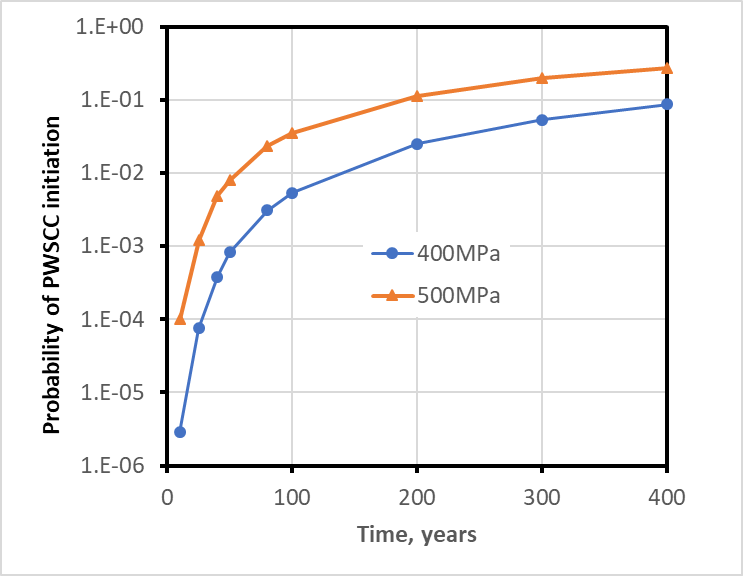 1.E+00
1.E-01
1.E-02
1.E-03
1.E-04
1.E-05
1.E-06
Probability of PWSCC initiation
400MPa
500MPa
0 100 200 300 400
Time, years